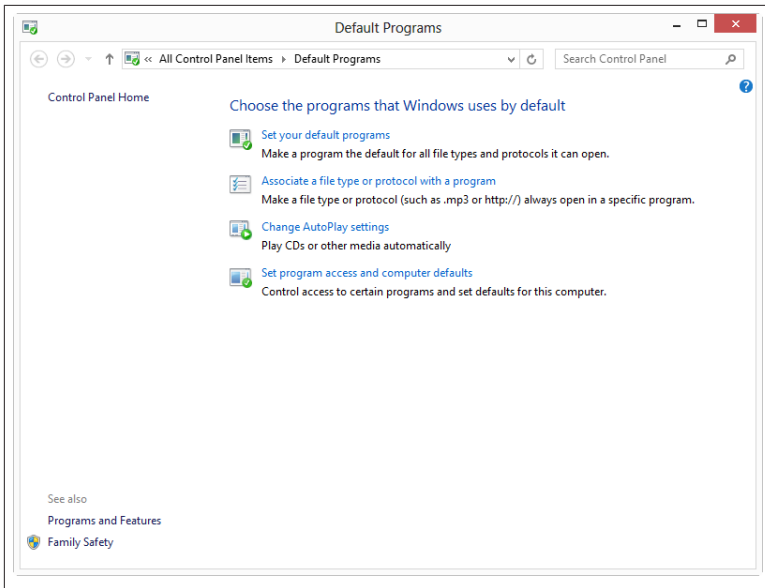 Default Programs
« All Control Panel Items ▸ Default Programs
Search Control Panel
?
Control Panel Home
Choose the programs that Windows uses by default
Set your default programs
Make a program the default for all file types and protocols it can open.
Associate a file type or protocol with a program
Make a file type or protocol (such as .mp3 or http://) always open in a specific program.
Change AutoPlay settings
Play CDs or other media automatically
Set program access and computer defaults
Control access to certain programs and set defaults for this computer.
See also
Programs and Features
Family Safety